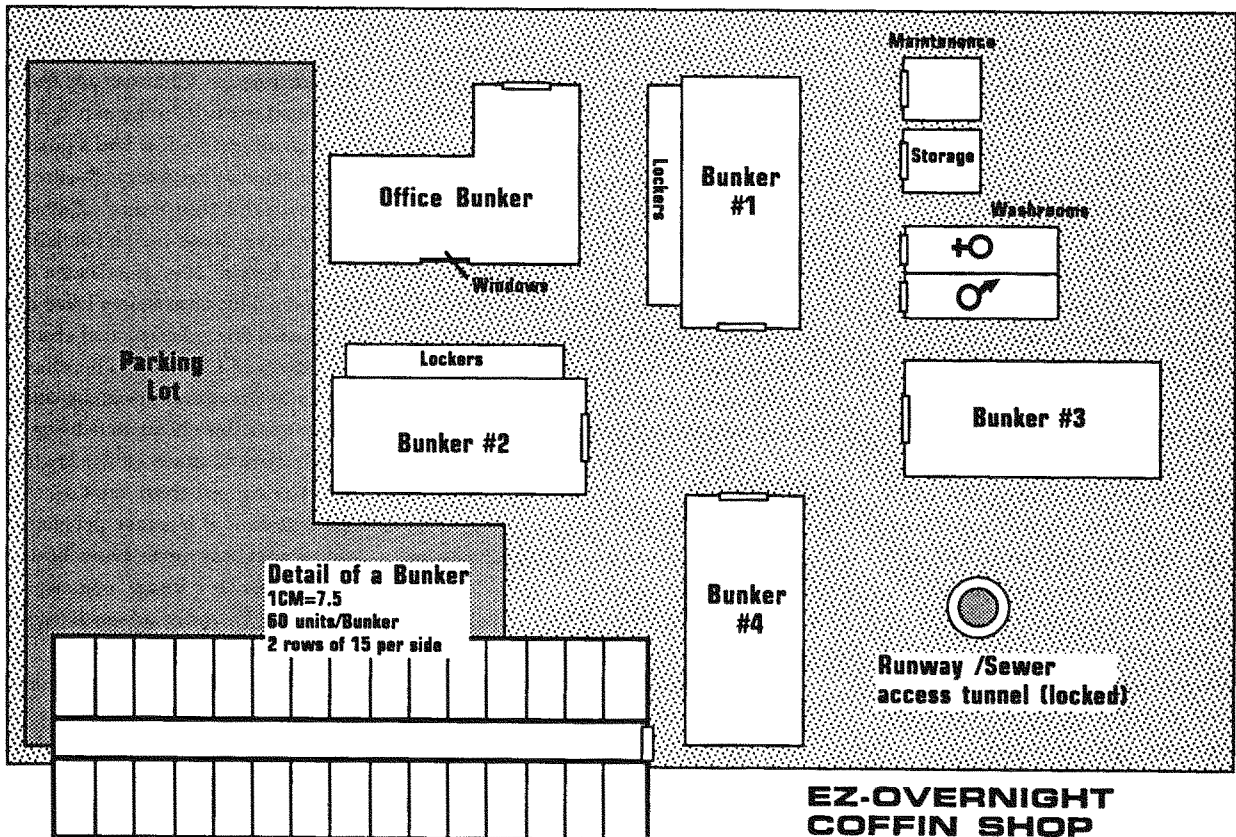 Maintenence
Storage
Office Bunker
Lockers
Bunker
#1
Washrooms
Windows
Parking
Lot
Lockers
Bunker #2
Bunker #3
Detail of a Bunker
1CM=7.5
60 units/Bunker
2 rows of 15 per side
Bunker
#4
Runway /Sewer
access tunnel (locked)
EZ-OVERNIGHT
COFFIN SHOP